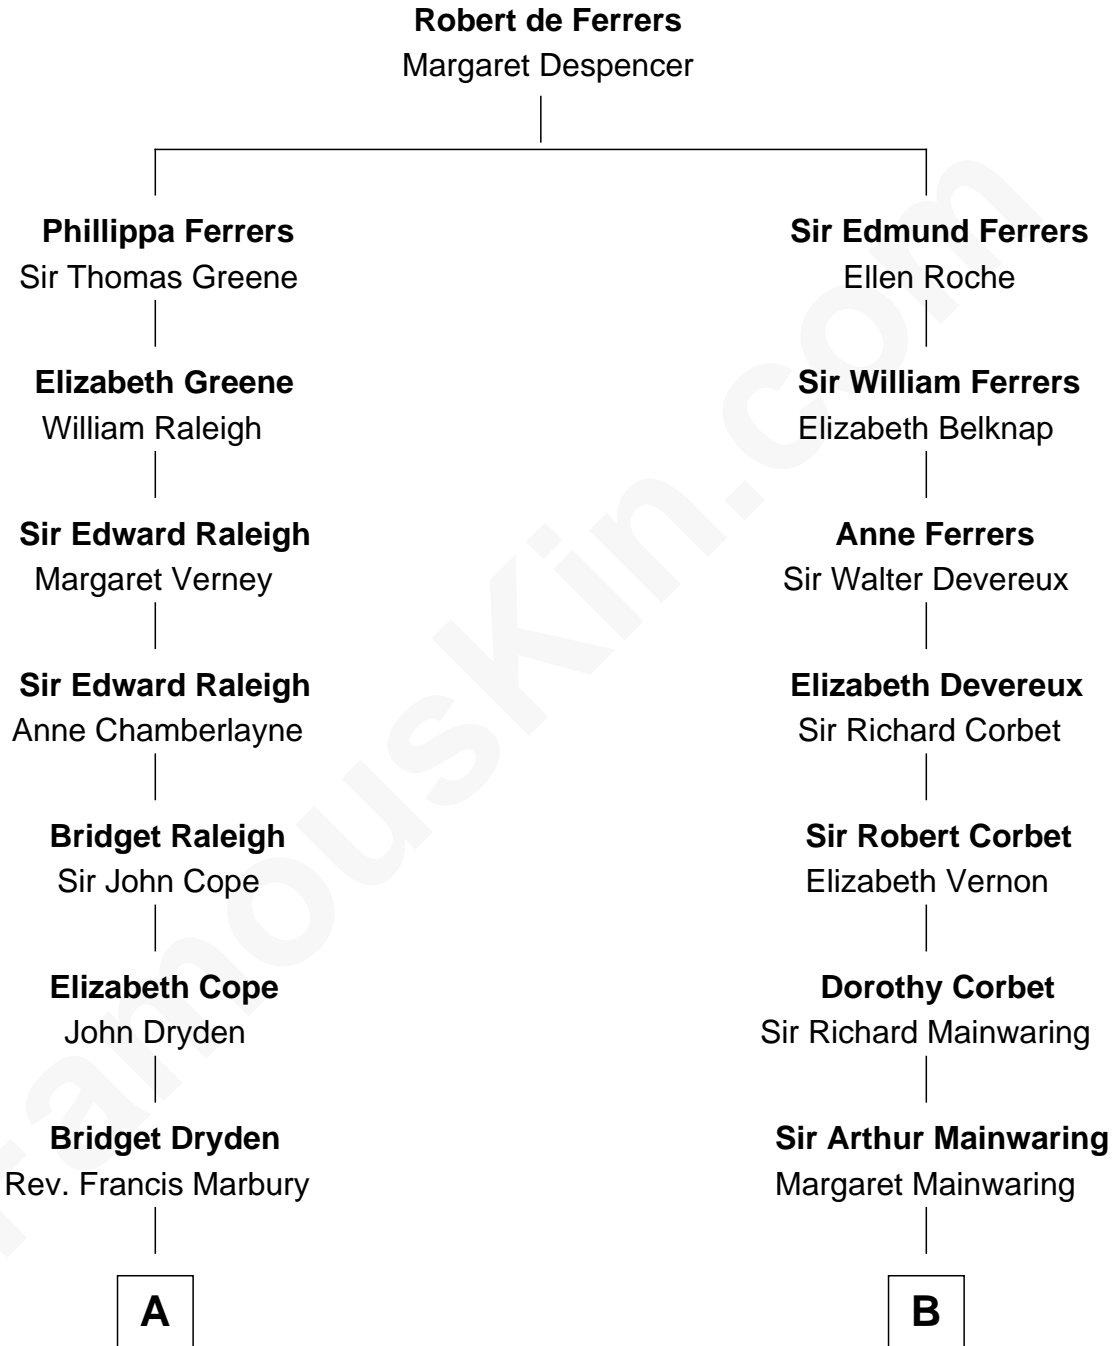 Robert de Ferrers
Margaret Despencer
Phillippa Ferrers
Sir Thomas Greene
Elizabeth Greene
William Raleigh
Sir Edward Raleigh
Margaret Verney
Sir Edward Raleigh
Anne Chamberlayne
Bridget Raleigh
Sir John Cope
Elizabeth Cope
John Dryden
Bridget Dryden
Rev. Francis Marbury
A
Sir Edmund Ferrers
Ellen Roche
Sir William Ferrers
Elizabeth Belknap
Anne Ferrers
Sir Walter Devereux
Elizabeth Devereux
Sir Richard Corbet
Sir Robert Corbet
Elizabeth Vernon
Dorothy Corbet
Sir Richard Mainwaring
Sir Arthur Mainwaring
Margaret Mainwaring
B
FamousKin.com